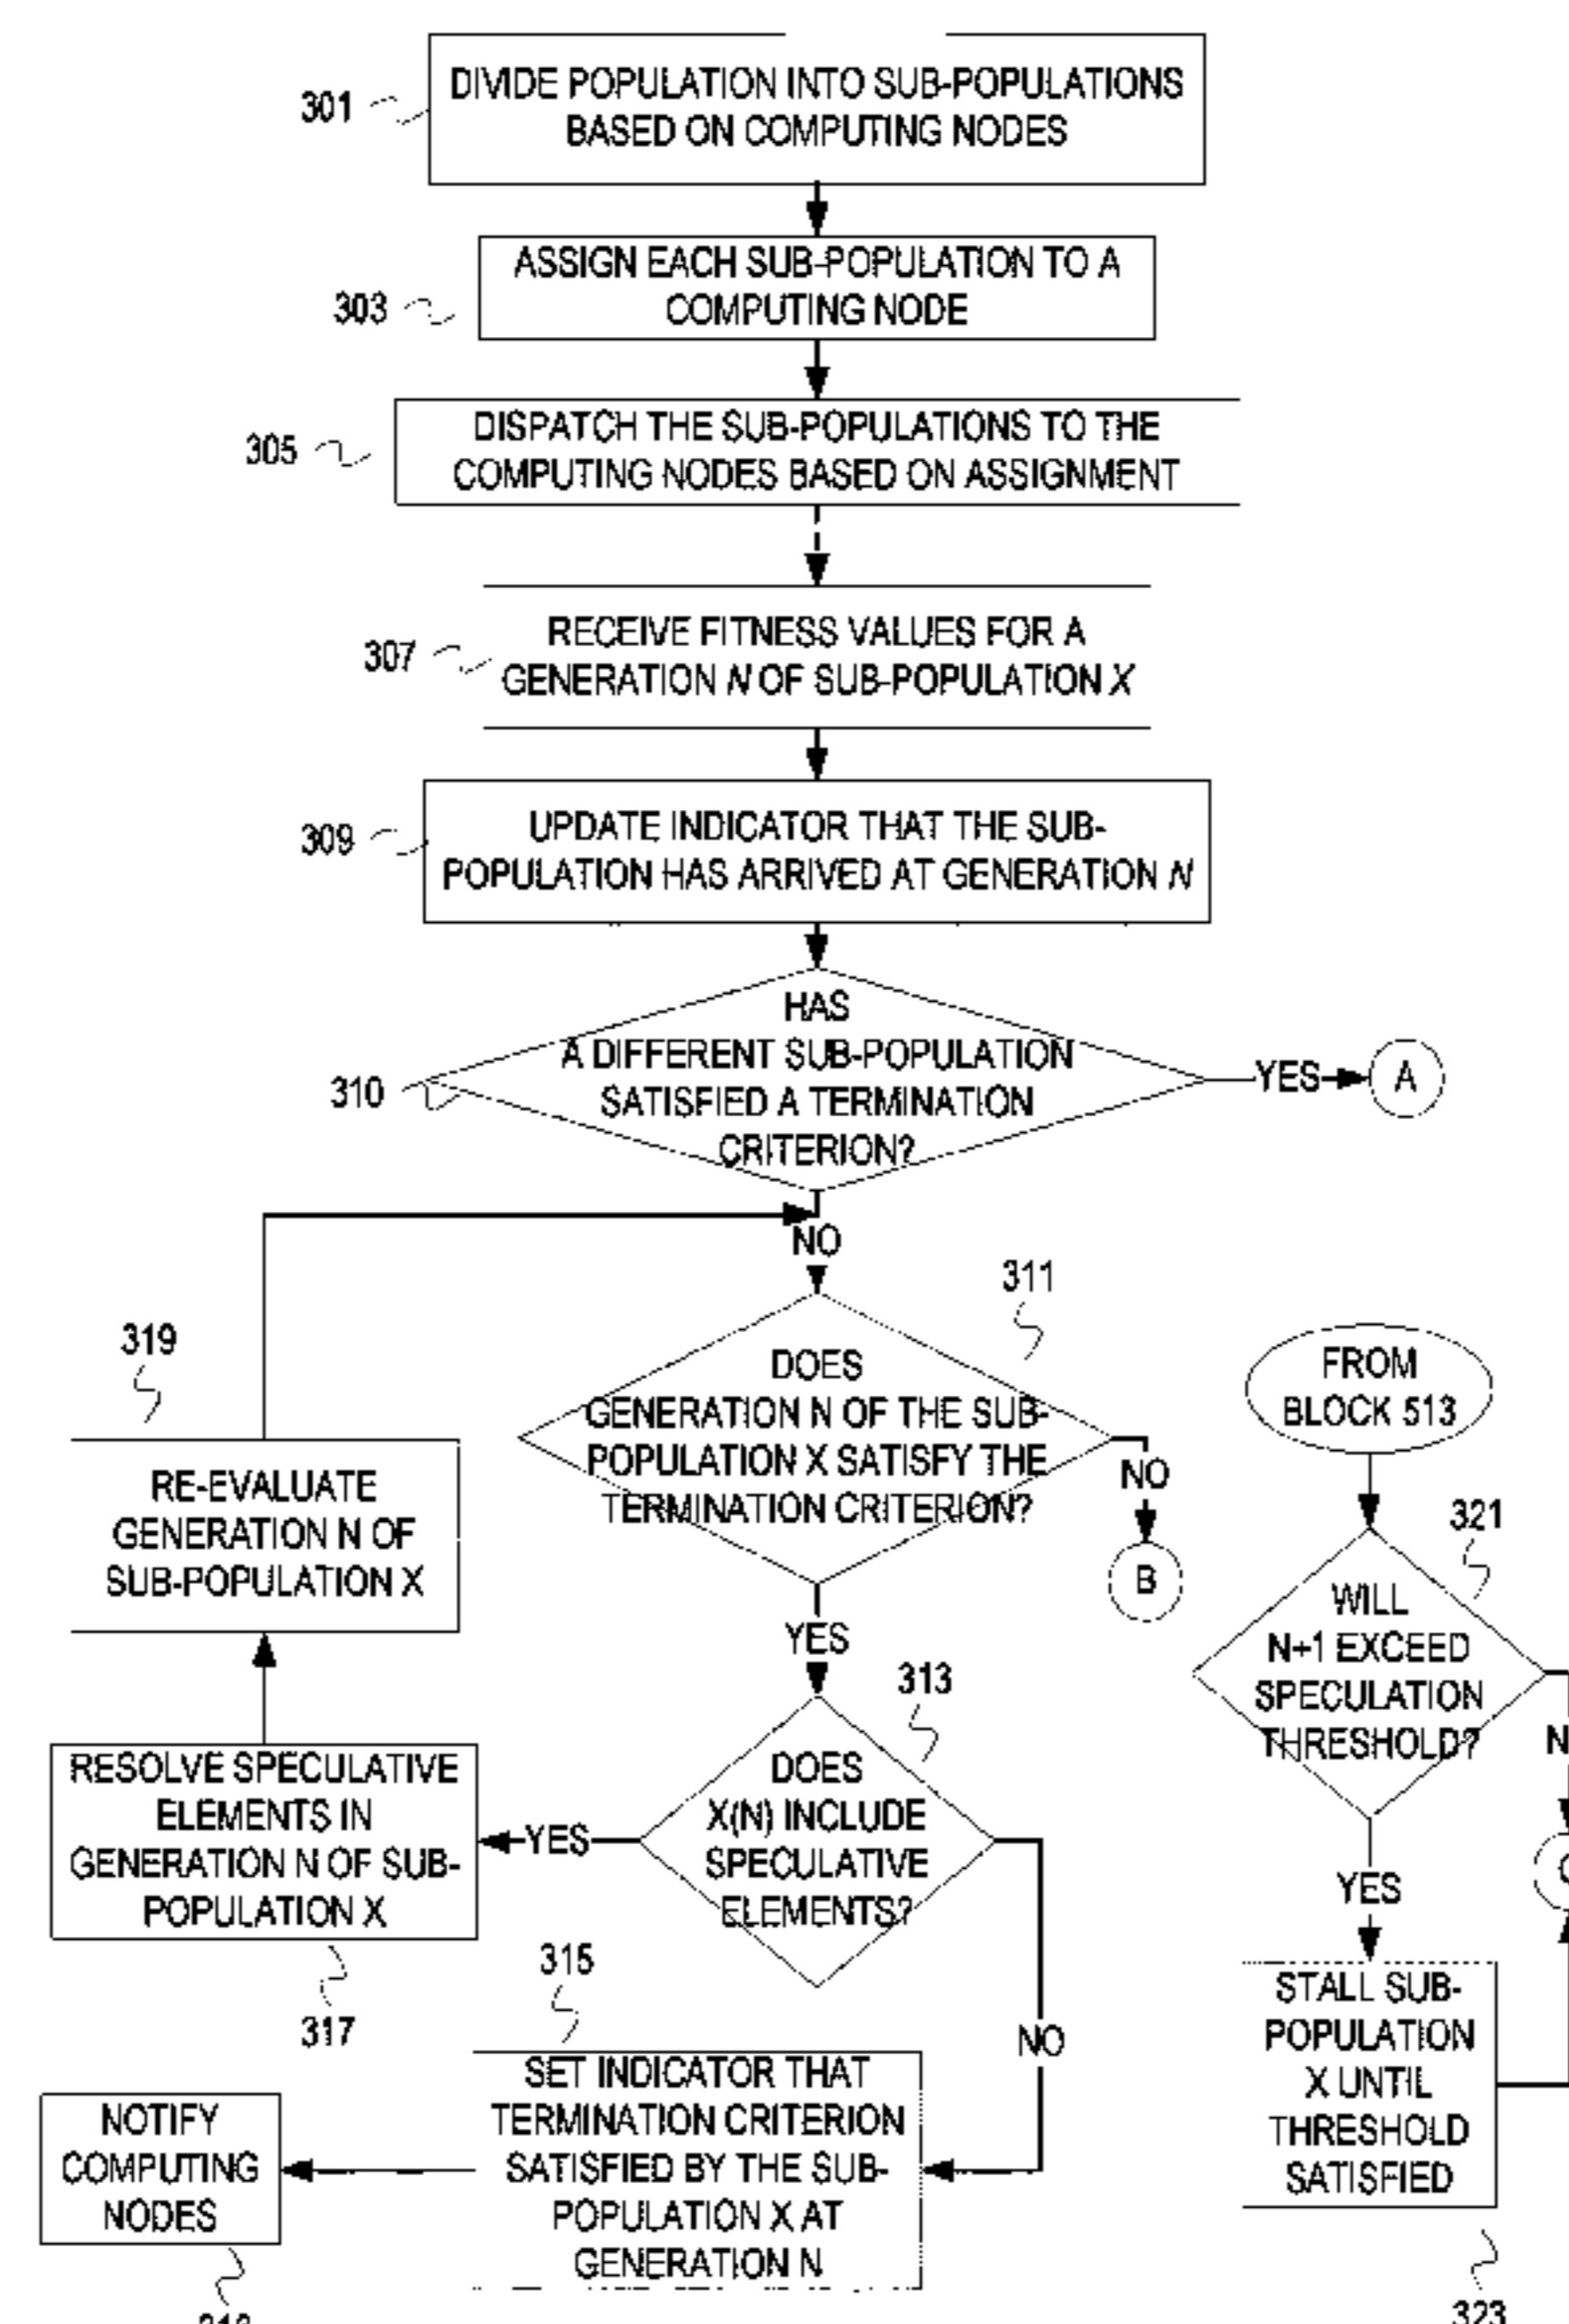 301
DIVIDE POPULATION INTO SUB-POPULATIONS
BASED ON COMPUTING NODES
303
ASSIGN EACH SUB-POPULATION TO A
COMPUTING NODE
305
DISPATCH THE SUB-POPULATIONS TO THE
COMPUTING NODES BASED ON ASSIGNMENT
307
RECEIVE FITNESS VALUES FOR A
GENERATION N OF SUB-POPULATION X
309
UPDATE INDICATOR THAT THE SUB-
POPULATION HAS ARRIVED AT GENERATION N
310
HAS
A DIFFERENT SUB-POPULATION
SATISFIED A TERMINATION
CRITERION?
YES
A
NO
311
DOES
GENERATION N OF THE SUB-
POPULATION X SATISFY THE
TERMINATION CRITERION?
NO
B
YES
313
DOES
X(N) INCLUDE
SPECULATIVE
ELEMENTS?
YES
NO
319
RE-EVALUATE
GENERATION N OF
SUB-POPULATION X
RESOLVE SPECULATIVE
ELEMENTS IN
GENERATION N OF SUB-
POPULATION X
317
315
SET INDICATOR THAT
TERMINATION CRITERION
SATISFIED BY THE SUB-
POPULATION X AT
GENERATION N
NOTIFY
COMPUTING
NODES
FROM
BLOCK 513
321
WILL
N+1 EXCEED
SPECULATION
THRESHOLD?
YES
STALL SUB-
POPULATION
X UNTIL
THRESHOLD
SATISFIED
323